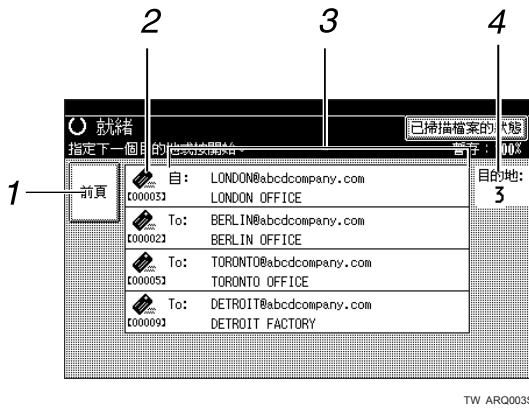 2 3 4
就緒 已掃描檔案的狀態
指定下一個目的地或按開始。 暫存：100%
1 前頁 目的地:
3
自: LONDON@abcdcompany.com
[00003] LONDON OFFICE
To: BERLIN@abcdcompany.com
[00002] BERLIN OFFICE
To: TORONTO@abcdcompany.com
[00005] TORONTO OFFICE
To: DETROIT@abcdcompany.com
[00009] DETROIT FACTORY
TW ARQ003S